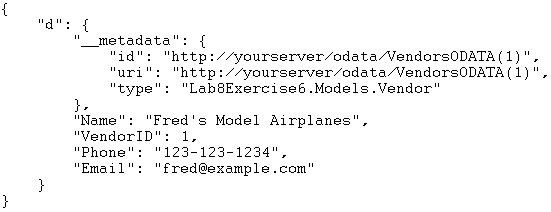 {
    "d": {
        "__metadata": {
            "id": "http://yourserver/odata/VendorsODATA(1)",
            "uri": "http://yourserver/odata/VendorsODATA(1)",
            "type": "Lab8Exercise6.Models.Vendor"
        },
        "Name": "Fred's Model Airplanes",
        "VendorID": 1,
        "Phone": "123-123-1234",
        "Email": "fred@example.com"
    }
}